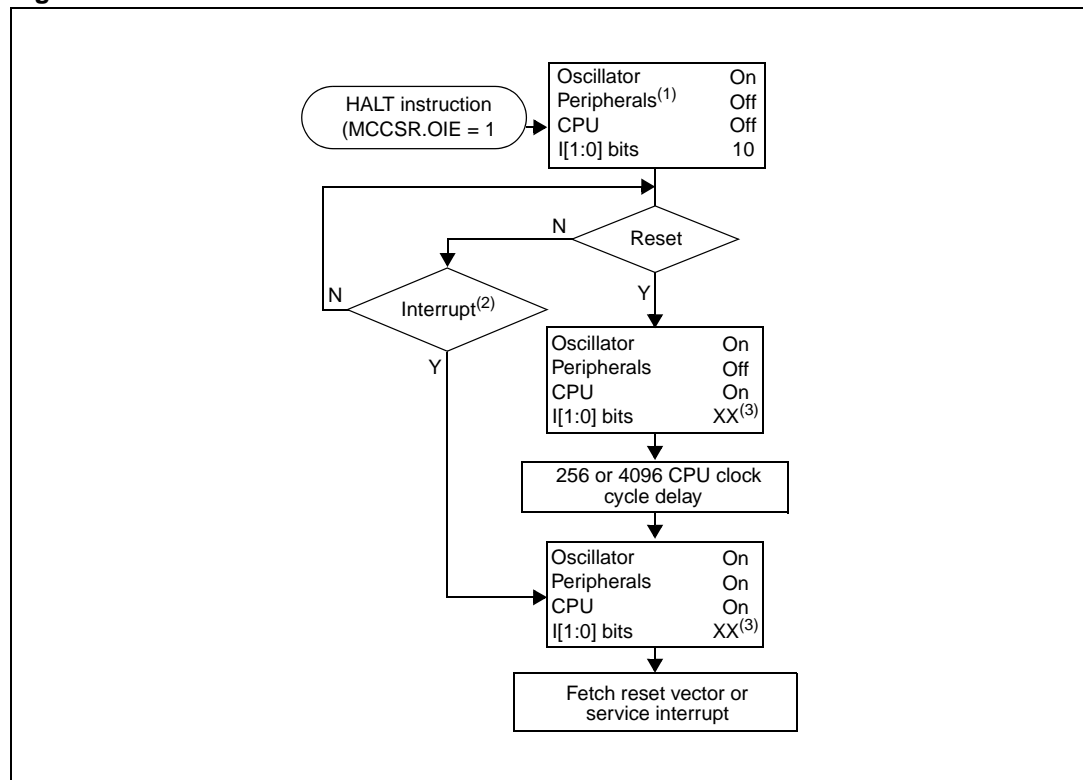 HALT instruction
(MCCSR.OIE = 1
Oscillator On
Peripherals(1) Off
CPU Off
I[1:0] bits 10
N
Reset
N
Interrupt(2)
Y
Y
Oscillator On
Peripherals Off
CPU On
I[1:0] bits XX(3)
256 or 4096 CPU clock
cycle delay
Oscillator On
Peripherals On
CPU On
I[1:0] bits XX(3)
Fetch reset vector or
service interrupt